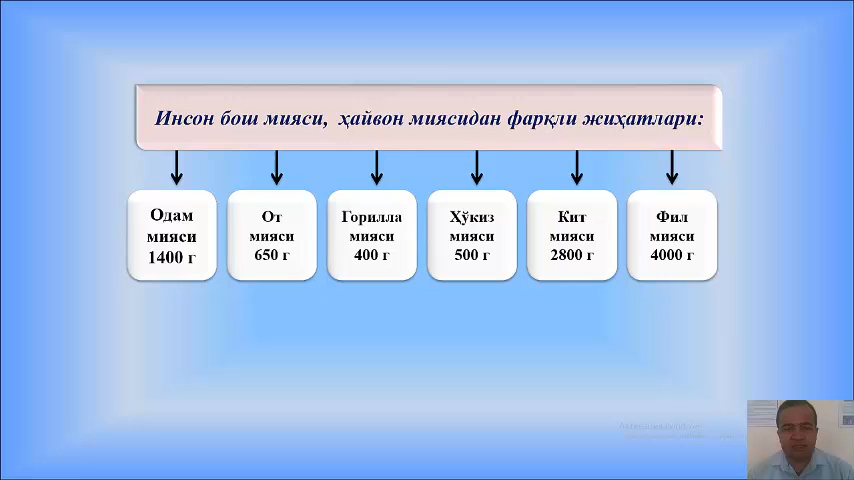 Инсон бош мияси, ҳайвон миясидан фарқли жиҳатлари:
Одам
мияси
1400 г
От
мияси
650 г
Горилла
мияси
400 г
Ҳўкиз
мияси
500 г
Кит
мияси
2800 г
Фил
мияси
4000 г